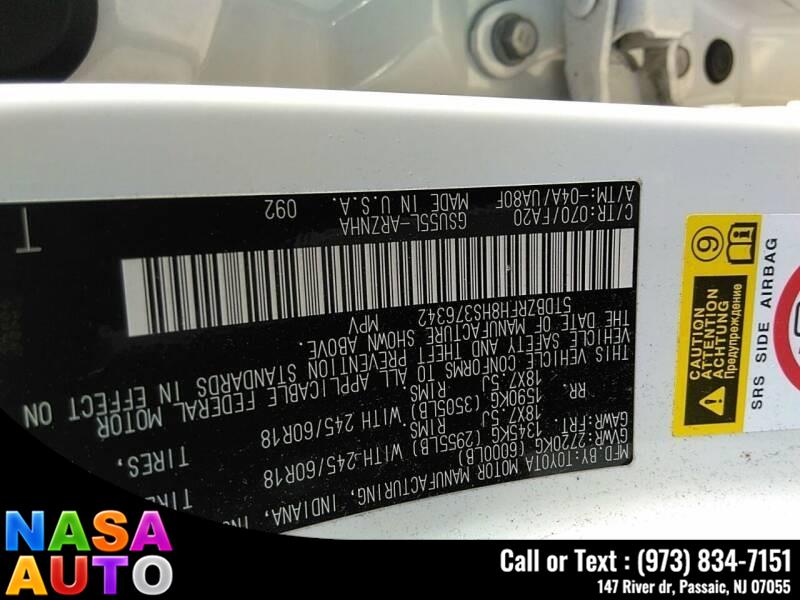 MFD.BY:TOYOTA MOTOR MANUFACTURING, INDIANA, INC
GVWR:2720KG (6000LB)
GAWR:FRT. 1345KG (2955LB) WITH 245/60R18 TIRES,
18X7.5J RIMS
RR. 1590KG (3505LB) WITH 245/60R18 TIRES,
18X7.5J RIMS
THIS VEHICLE CONFORMS TO ALL APPLICABLE FEDERAL MOTOR
VEHICLE SAFETY AND THEFT PREVENTION STANDARDS IN EFFECT ON
THE DATE OF MANUFACTURE SHOWN ABOVE.
5TDBZRFH8HS376342 MPV
C/TR:070/FA20 GSU55L-ARZNHA 092
A/TM:-04A/UA80F MADE IN U.S.A.
T
9
CAUTION
ATTENTION
ACHTUNG
Предупреждение
SRS SIDE AIRBAG
NASA
AUTO
Call or Text : (973) 834-7151
147 River dr, Passaic, NJ 07055